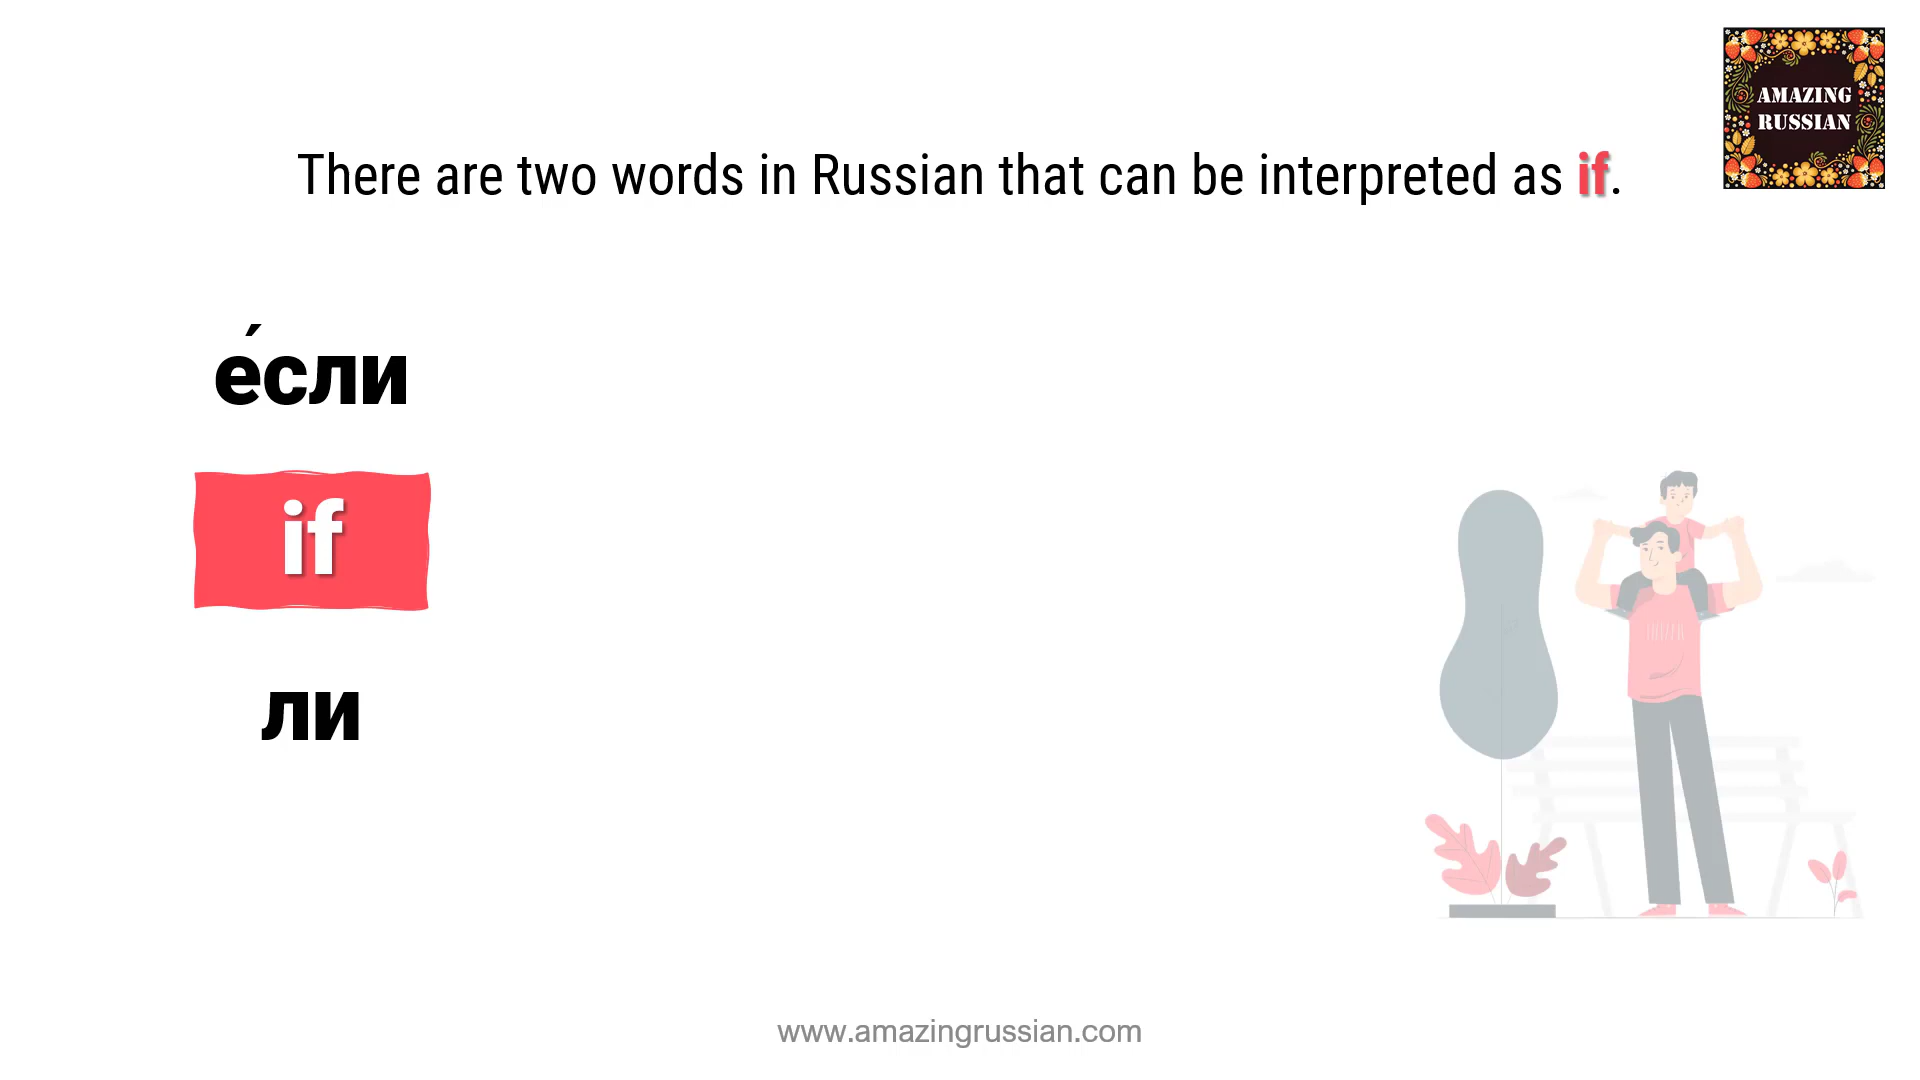 AMAZING
RUSSIAN
There are two words in Russian that can be interpreted as if.
е́сли
if
ли
www.amazingrussian.com